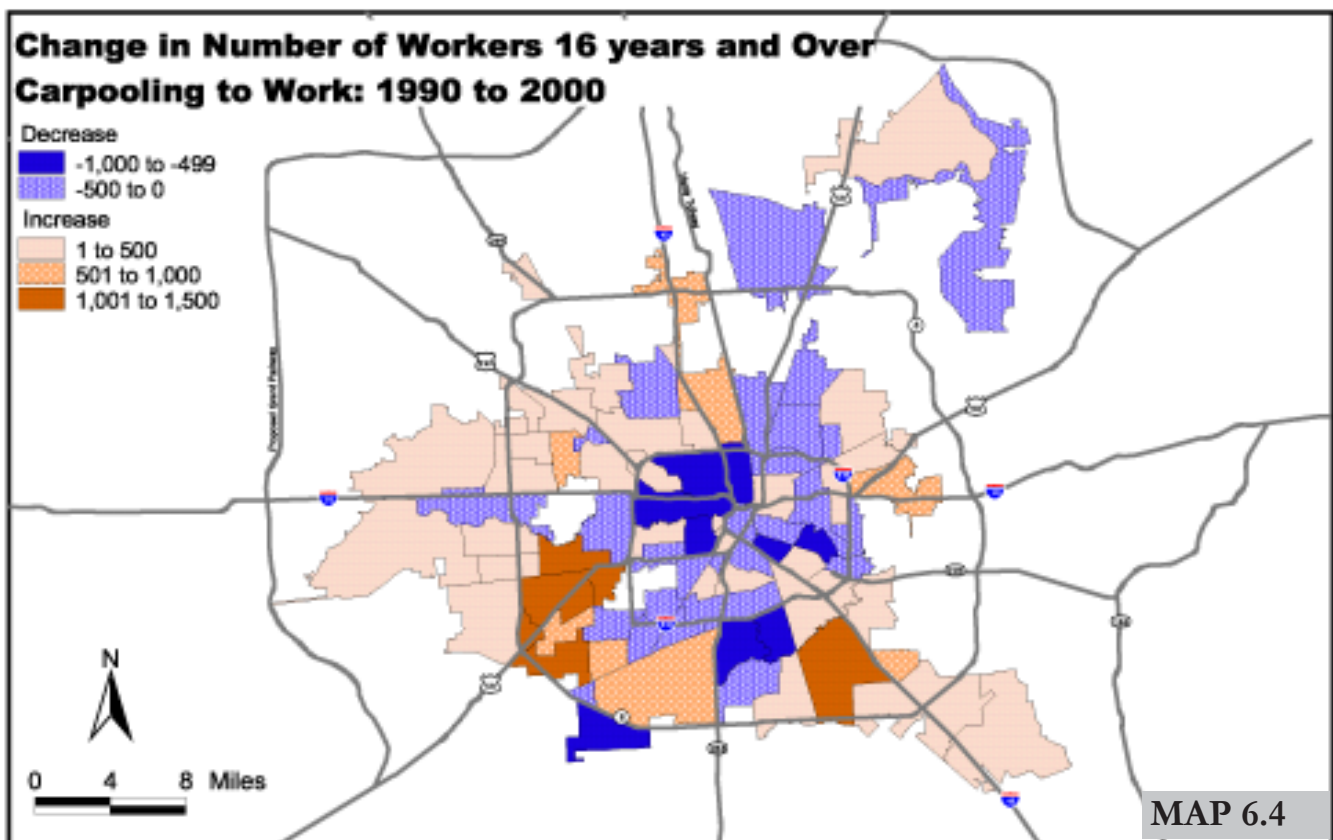 Change in Number of Workers 16 years and Over
Carpooling to Work: 1990 to 2000
Decrease
-1,000 to -499
-500 to 0
Increase
1 to 500
501 to 1,000
1,001 to 1,500
N
0 4 8 Miles
MAP 6.4